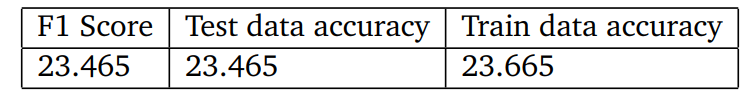 F1 Score Test data accuracy Train data accuracy
23.465 23.465 23.665